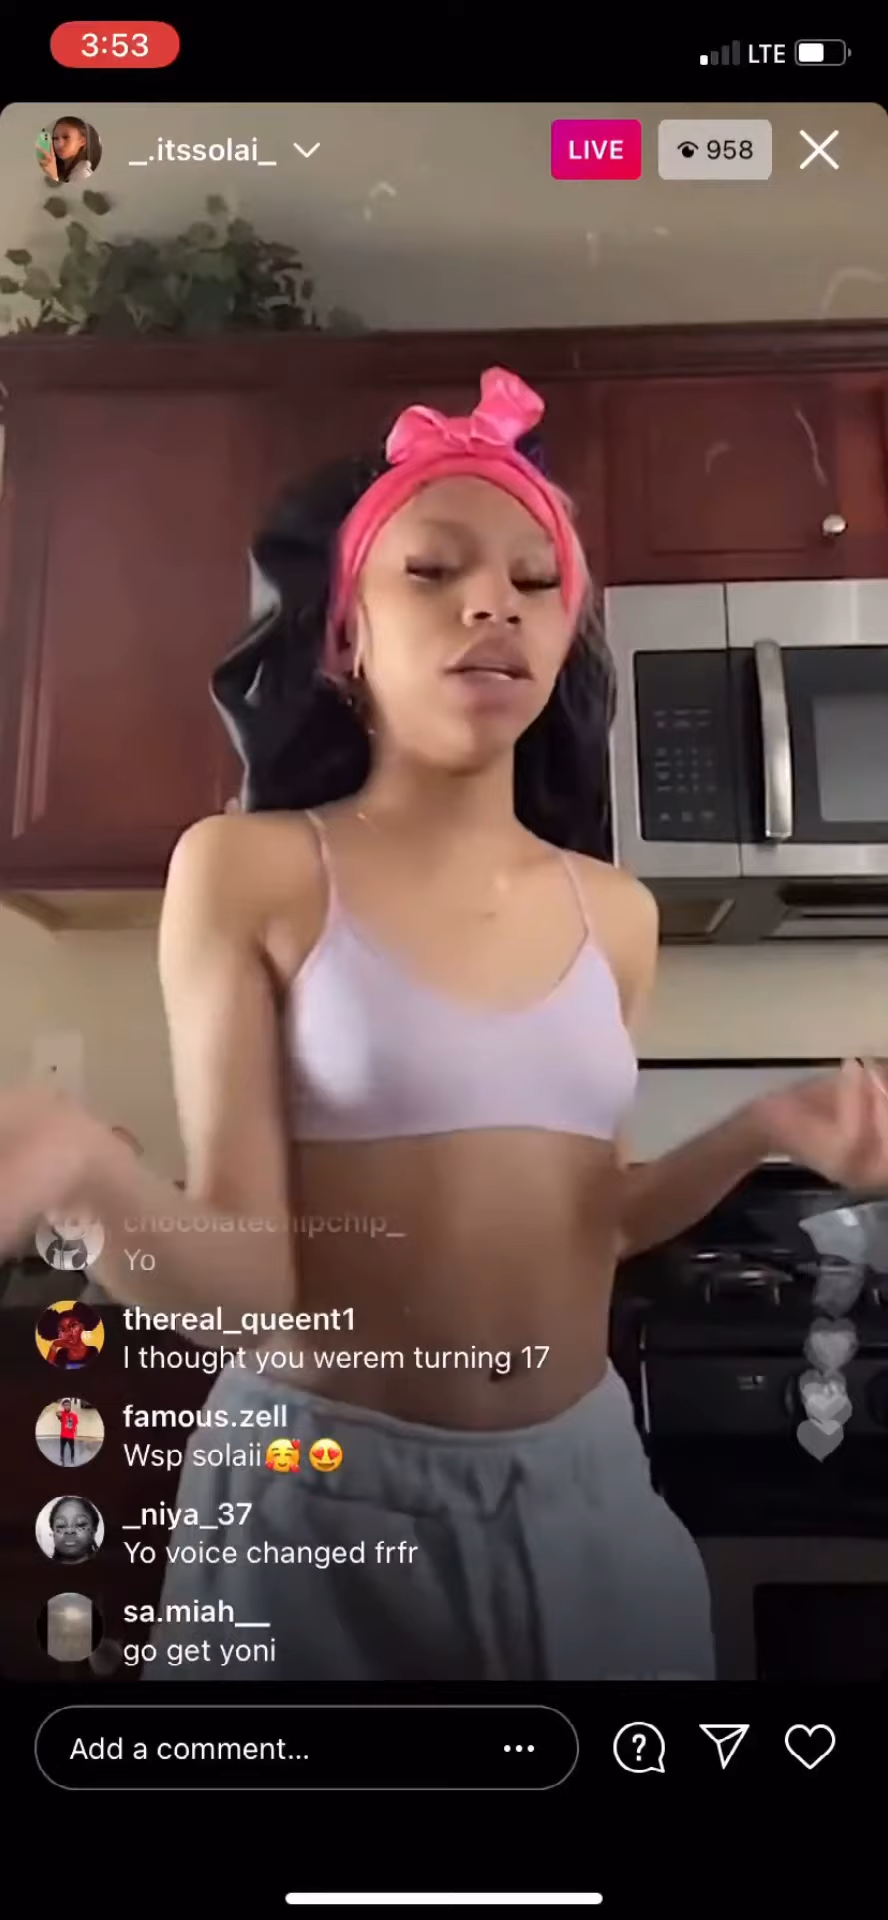 3:53
LTE
_.itssolai_
LIVE
958
chocolatechipchip_
Yo
thereal_queent1
I thought you werem turning 17
famous.zell
Wsp solaii🥰😍
_niya_37
Yo voice changed frfr
sa.miah__
go get yoni
Add a comment...